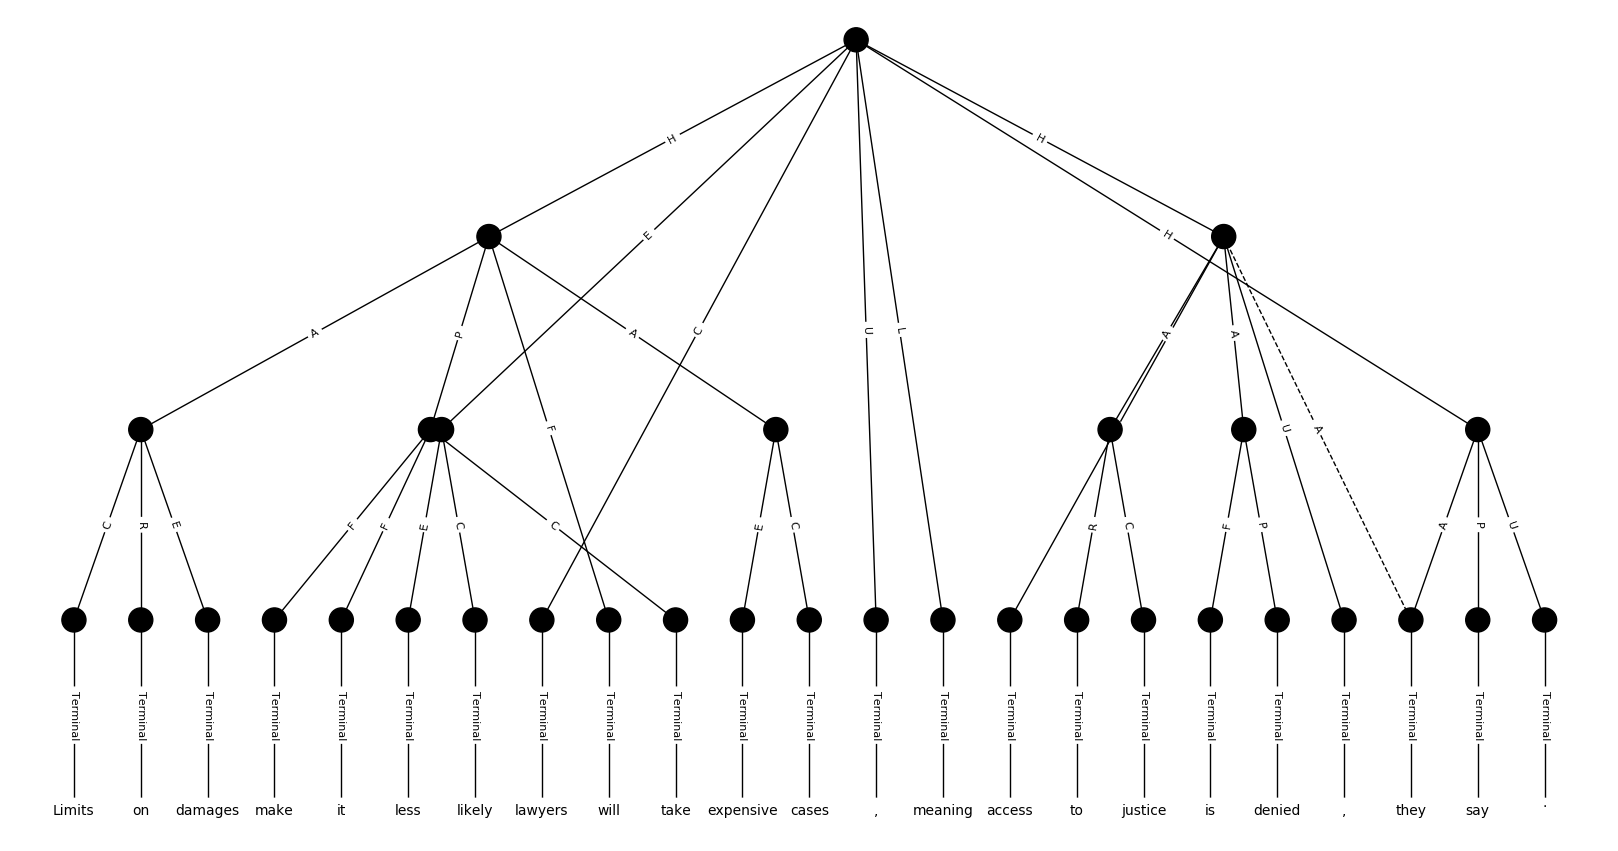 H
H
E
H
A
P
A
C
U
L
A
A
F
U
A
C
R
E
F
F
E
C
C
E
C
R
C
F
P
A
P
U
Terminal Terminal Terminal Terminal Terminal Terminal Terminal Terminal Terminal Terminal Terminal Terminal Terminal Terminal Terminal Terminal Terminal Terminal Terminal Terminal Terminal Terminal Terminal
Limits on damages make it less likely lawyers will take expensive cases , meaning access to justice is denied , they say .